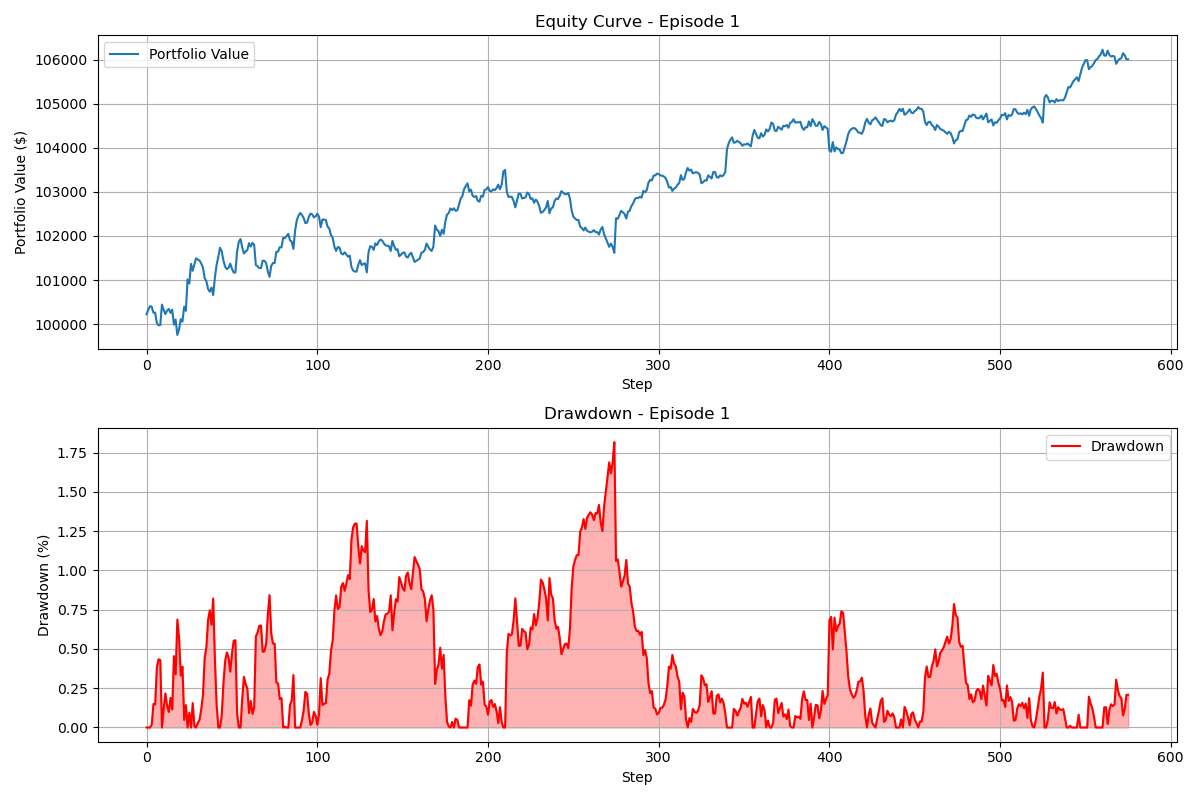 Equity Curve - Episode 1
Portfolio Value
Portfolio Value ($)
106000
105000
104000
103000
102000
101000
100000
0 100 200 300 400 500 600
Step
Drawdown - Episode 1
Drawdown
Drawdown (%)
1.75
1.50
1.25
1.00
0.75
0.50
0.25
0.00
0 100 200 300 400 500 600
Step